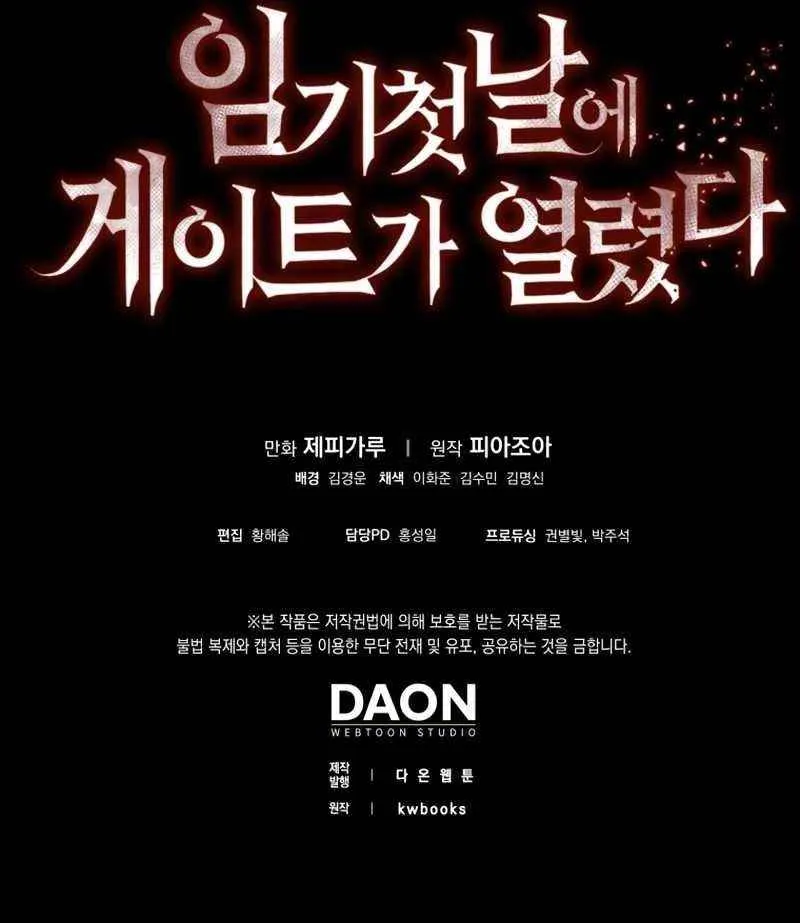 임기 첫날에
게이트가 열렸다
만화 제피가루 | 원작 피아조아
배경 김경운 채색 이화준 김수민 김명신
편집 황해솔 담당PD 홍성일 프로듀싱 권별빛, 박주석
※본 작품은 저작권법에 의해 보호를 받는 저작물로
불법 복제와 캡처 등을 이용한 무단 전재 및 유포, 공유하는 것을 금합니다.
DAON
WEBTOON STUDIO
제작
발행 | 다온웹툰
원작 | kwbooks